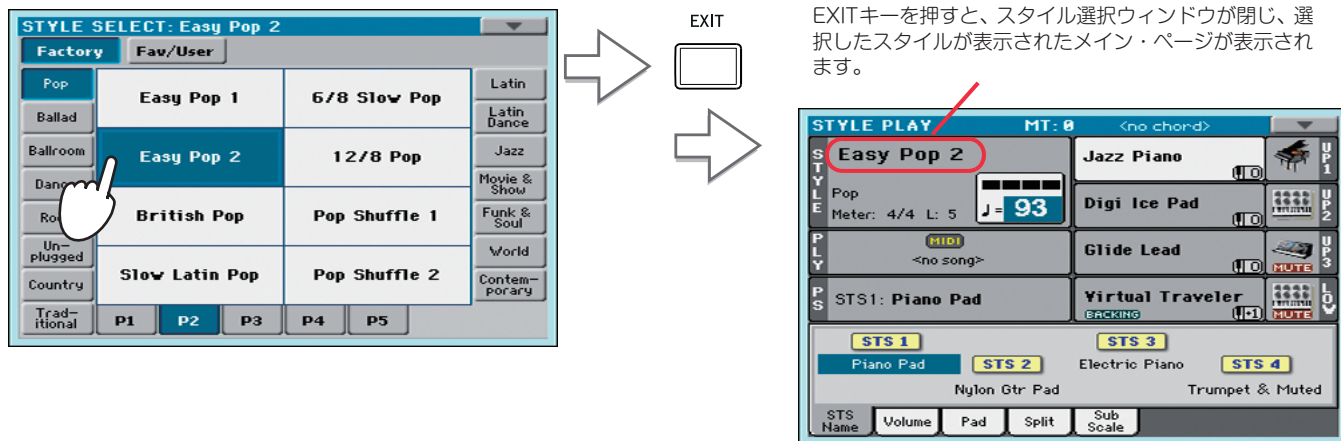 STYLE SELECT: Easy Pop 2
Factory Fav/User
Pop
Ballad
Ballroom
Ro
Un-
plugged
Country
Trad-
itional
Easy Pop 1 6/8 Slow Pop
Easy Pop 2 12/8 Pop
British Pop Pop Shuffle 1
Slow Latin Pop Pop Shuffle 2
Latin
Latin
Dance
Jazz
Movie &
Show
Funk &
Soul
World
Contem-
porary
P1 P2 P3 P4 P5
EXIT
EXITキーを押すと、スタイル選択ウィンドウが閉じ、選
択したスタイルが表示されたメイン・ページが表示され
ます。
STYLE PLAY MT: 0 <no chord>
STYLE
Easy Pop 2
Pop
Meter: 4/4 L: 5 ♩= 93
PLY
MIDI
<no song>
PS
STS1: Piano Pad
Jazz Piano
0
UP1
Digi Ice Pad
0
UP2
Glide Lead
0
MUTE
UP3
Virtual Traveler
BACKING
+1
MUTE
LOW
STS 1 STS 3
Piano Pad STS 2 Electric Piano STS 4
Nylon Gtr Pad Trumpet & Muted
STS
Name
Volume Pad Split
Sub
Scale